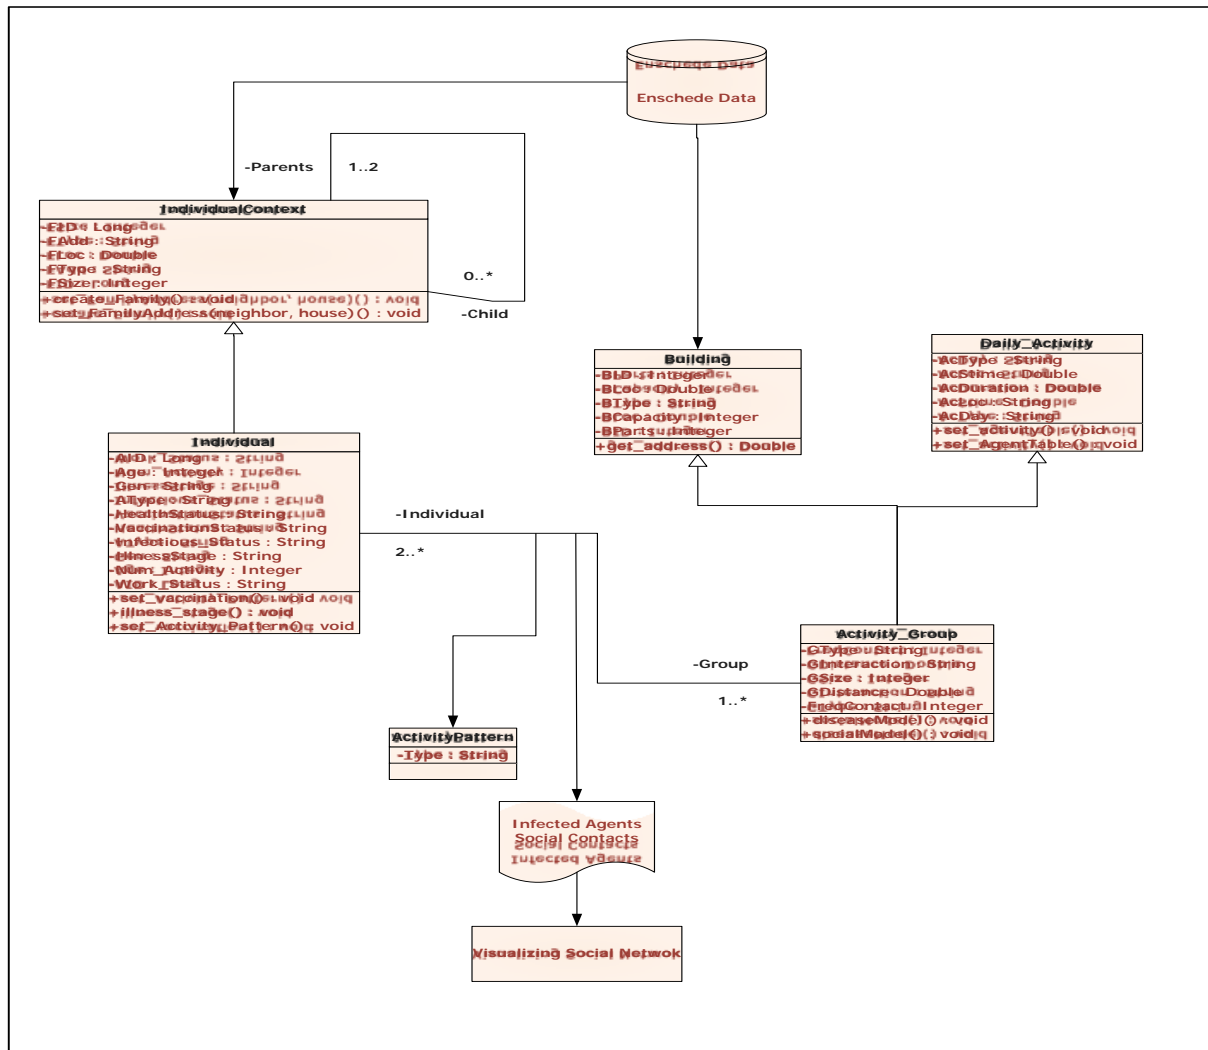 Enschede Data
-Parents
1..2
IndividualContext
-FID : Long
-FAdd : String
-FLoc : Double
-FType : String
-FSize : Integer
+create_Family() : void
+set_FamilyAddress(neighbor, house)() : void
0..*
-Child
Building
-BID : Integer
-BLoc : Double
-BType : String
-BCapacity : Integer
-BParts : Integer
+get_address() : Double
Daily_Activity
-AcType : String
-AcStime : Double
-AcDuration : Double
-AcLoc : String
-AcDay : String
+set_activity() : void
+set_AgentTable() : void
Individual
-AID : Long
-Age : Integer
-Gen : String
-AType : String
-HealthStatus : String
-VaccinationStatus : String
-Infectious_Status : String
-IllnessStage : String
-Num_Activity : Integer
-Work_Status : String
+set_vaccination() : void
+illness_stage() : void
+set_Activity_Pattern() : void
-Individual
2..*
-Group
1..*
Activity_Group
-GType : String
-GInteraction : String
-GSize : Integer
-GDistance : Double
-FreqContact : Integer
+diseaseModel() : void
+socialModel() : void
ActivityPattern
-Type : String
Infected Agents
Social Contacts
Visualizing Social Netwok